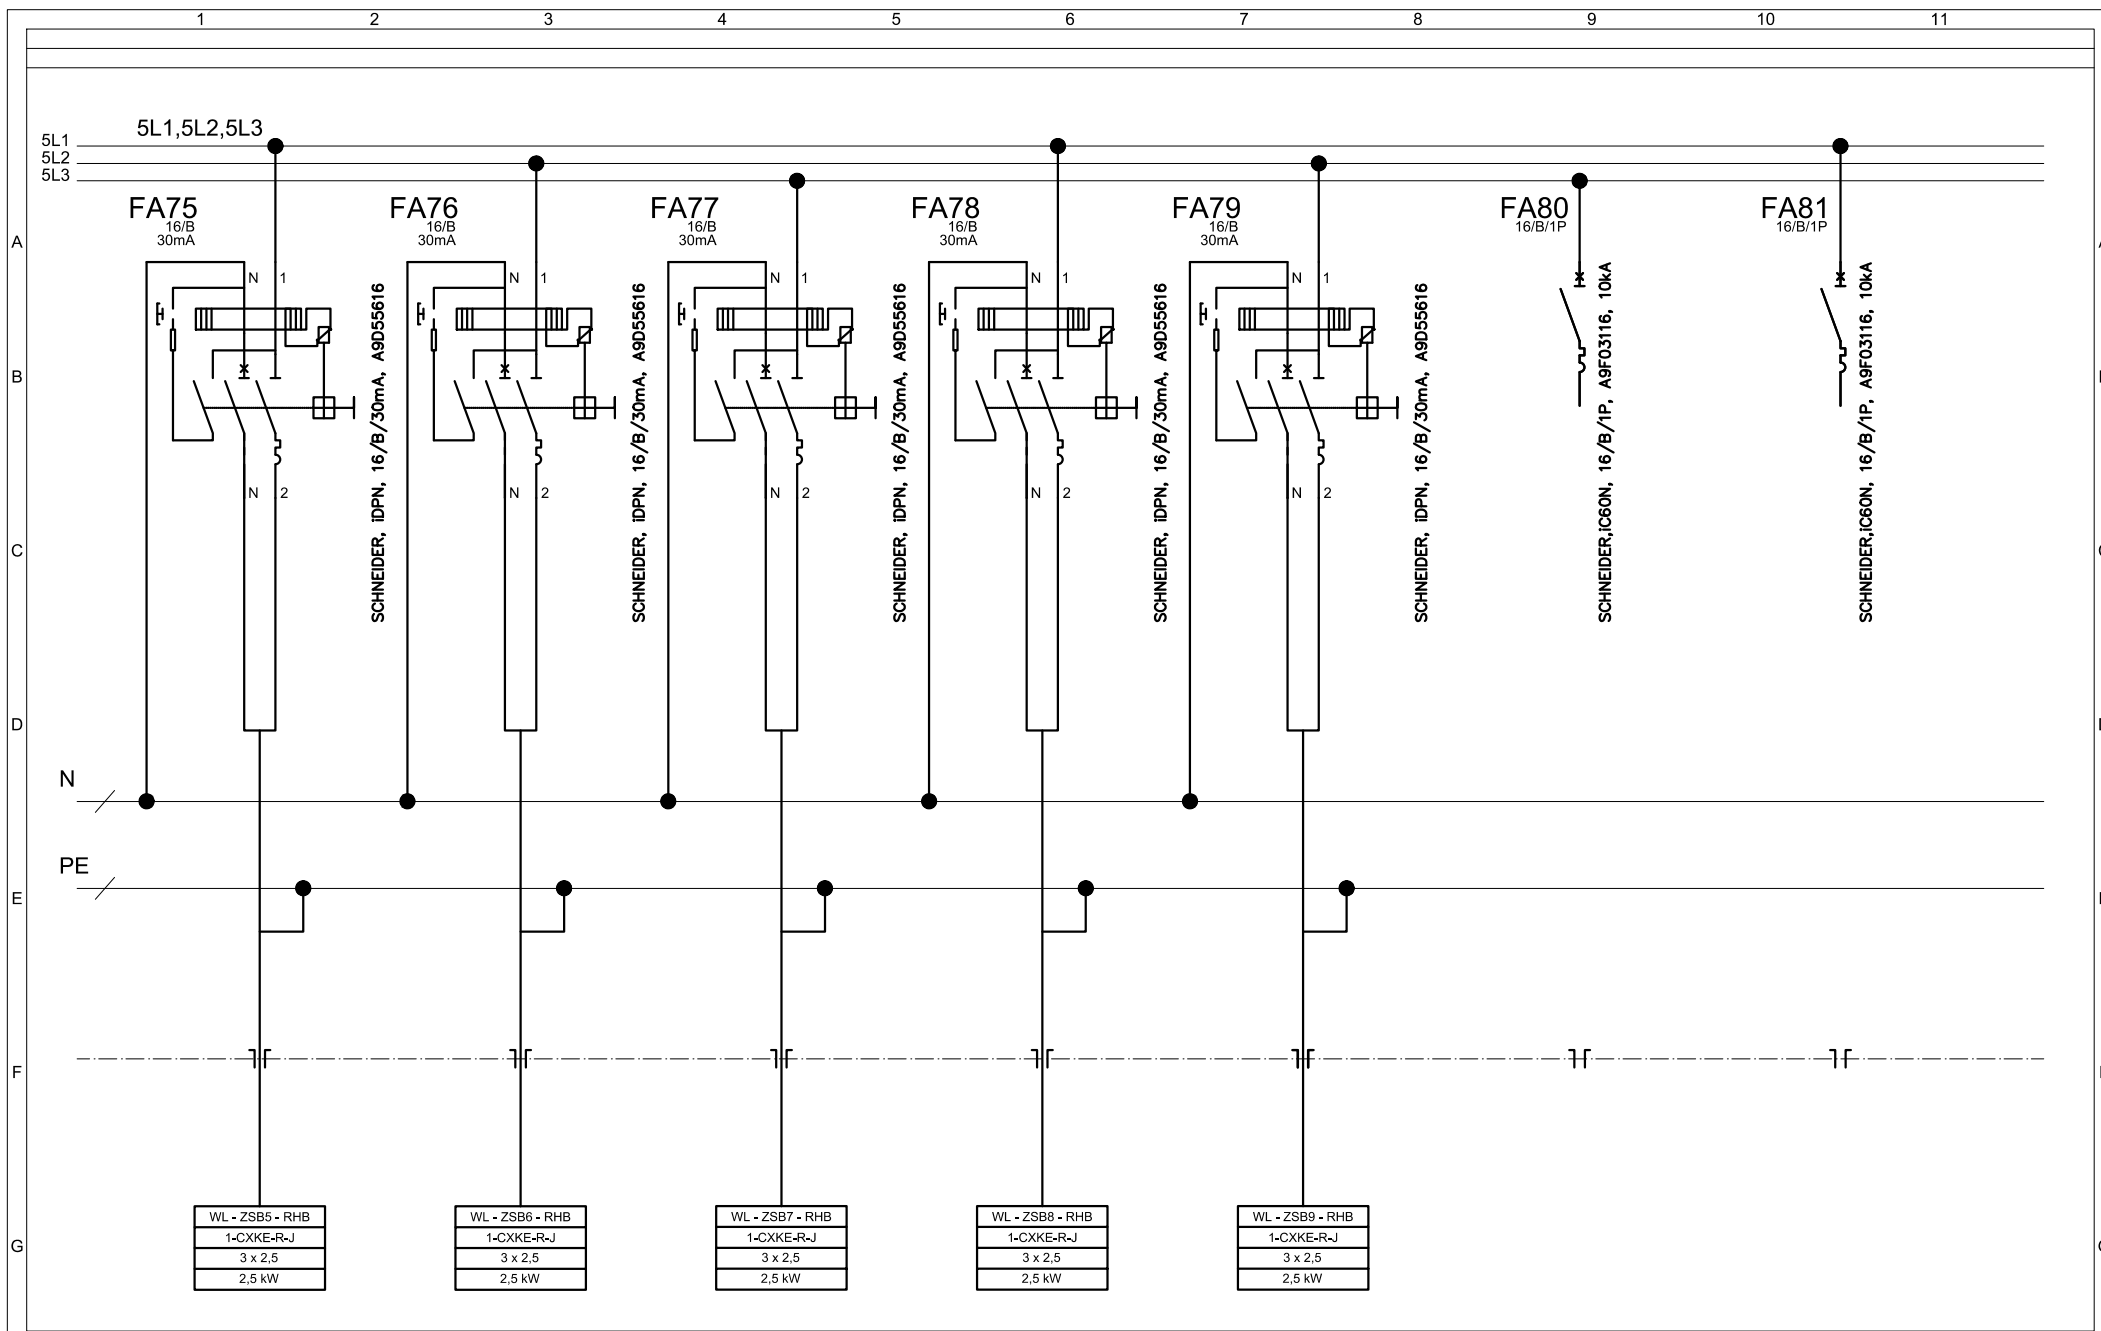 1 2 3 4 5 6 7 8 9 10 11
5L1,5L2,5L3
5L1
5L2
5L3
FA75 FA76 FA77 FA78 FA79 FA80 FA81
16/B 16/B 16/B 16/B 16/B 16/B/1P 16/B/1P
30mA 30mA 30mA 30mA 30mA
A
N 1 N 1 N 1 N 1 N 1
SCHNEIDER, iDPN, 16/B/30mA, A9D55616
SCHNEIDER, iDPN, 16/B/30mA, A9D55616
SCHNEIDER, iDPN, 16/B/30mA, A9D55616
SCHNEIDER, iDPN, 16/B/30mA, A9D55616
SCHNEIDER, iDPN, 16/B/30mA, A9D55616
SCHNEIDER,iC60N, 16/B/1P, A9F03116, 10kA
SCHNEIDER,iC60N, 16/B/1P, A9F03116, 10kA
B
N 2 N 2 N 2 N 2 N 2
C
D
N
PE
E
F
WL - ZSB5 - RHB WL - ZSB6 - RHB WL - ZSB7 - RHB WL - ZSB8 - RHB WL - ZSB9 - RHB
1-CXKE-R-J 1-CXKE-R-J 1-CXKE-R-J 1-CXKE-R-J 1-CXKE-R-J
G
3 x 2,5 3 x 2,5 3 x 2,5 3 x 2,5 3 x 2,5
2,5 kW 2,5 kW 2,5 kW 2,5 kW 2,5 kW